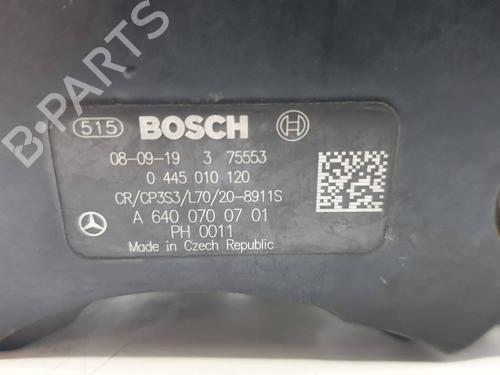 515 BOSCH
08-09-19 3 75553
0 445 010 120
CR/CP3S3/L70/20-8911S
A 640 070 07 01
PH 0011
Made in Czech Republic
B-PARTS